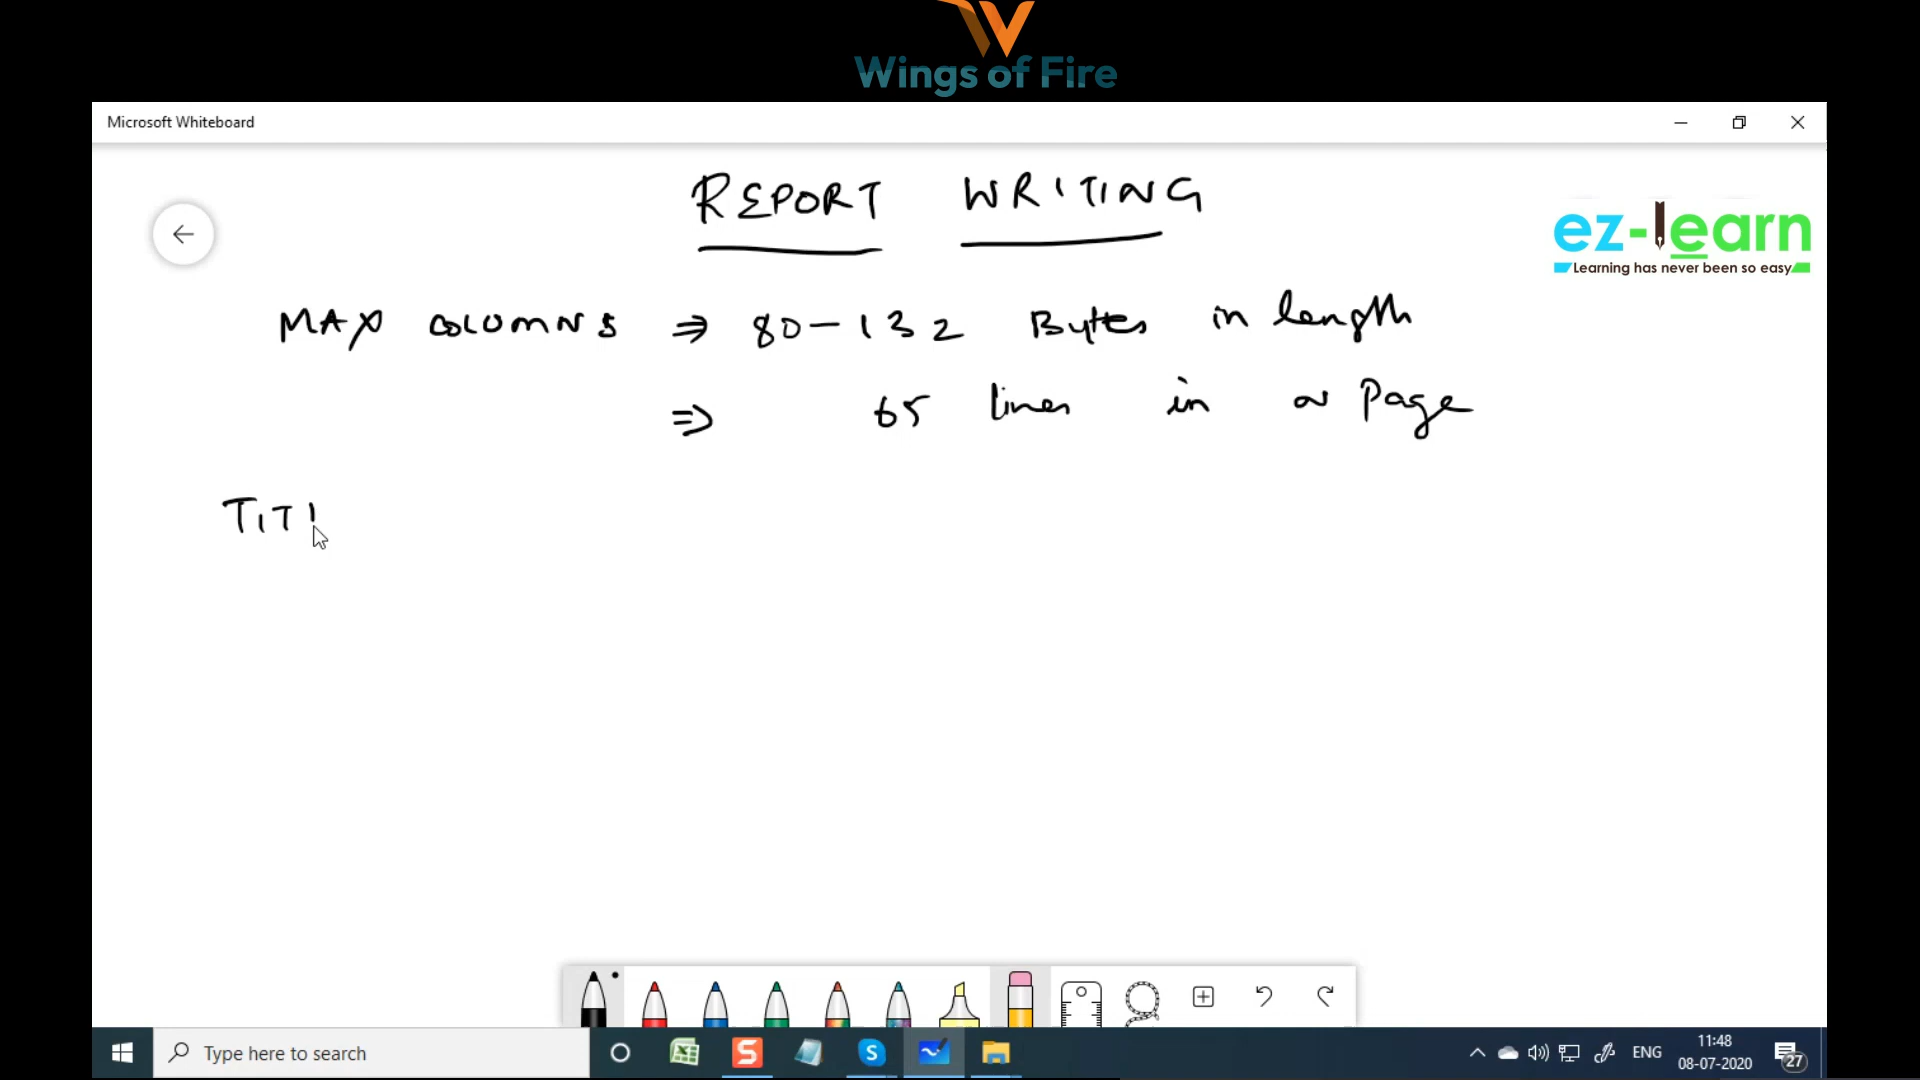 Wings of Fire
Microsoft Whiteboard
REPORT WRITING
ez-learn
Learning has never been so easy
MAX COLUMNS ⇒ 80-132 Bytes in length
⇒ 65 lines in a Page
TITL
Type here to search
ENG
11:48
08-07-2020
27